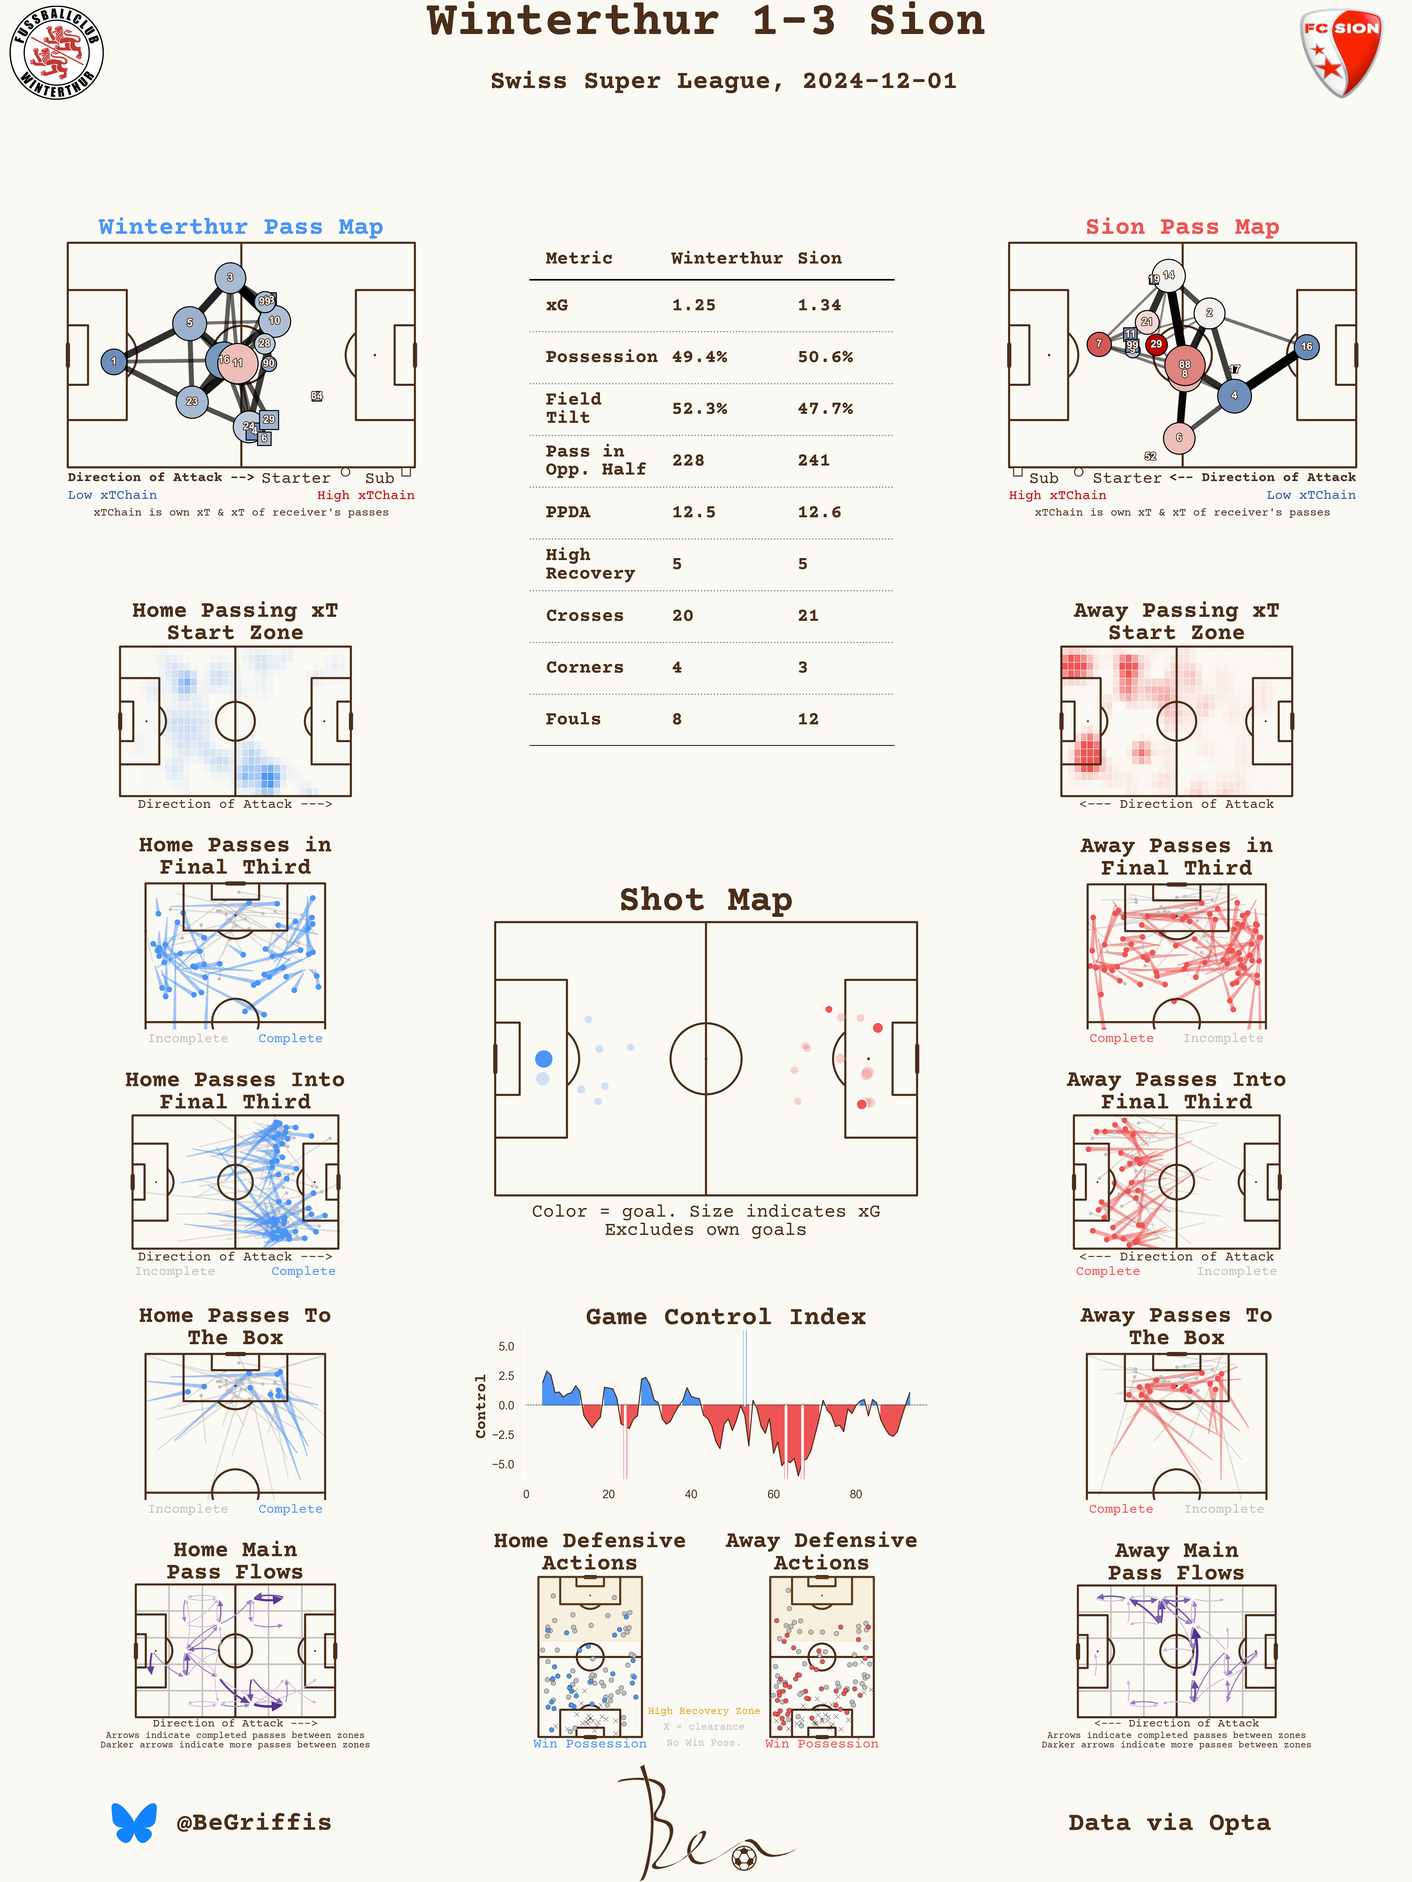 Winterthur 1-3 Sion
Swiss Super League, 2024-12-01
FUSSBALLCLUB
WINTERTHUR
FC SION
Winterthur Pass Map
3
99
10
5
28
1
16
11
90
84
23
24
29
6
Direction of Attack --> Starter Sub
Low xTChain High xTChain
xTChain is own xT & xT of receiver's passes
Metric Winterthur Sion
xG 1.25 1.34
Possession 49.4% 50.6%
Field
Tilt 52.3% 47.7%
Pass in
Opp. Half 228 241
PPDA 12.5 12.6
High
Recovery 5 5
Crosses 20 21
Corners 4 3
Fouls 8 12
Sion Pass Map
19 14
21 2
7 11 99 29 16
88
8
17
4
6
52
Sub Starter <-- Direction of Attack
High xTChain Low xTChain
xTChain is own xT & xT of receiver's passes
Home Passing xT
Start Zone
Direction of Attack --->
Away Passing xT
Start Zone
<--- Direction of Attack
Home Passes in
Final Third
Incomplete Complete
Away Passes in
Final Third
Complete Incomplete
Shot Map
Color = goal. Size indicates xG
Excludes own goals
Home Passes Into
Final Third
Direction of Attack --->
Incomplete Complete
Away Passes Into
Final Third
<--- Direction of Attack
Complete Incomplete
Home Passes To
The Box
Incomplete Complete
Game Control Index
Control
5.0
2.5
0.0
−2.5
−5.0
0 20 40 60 80
Away Passes To
The Box
Complete Incomplete
Home Main
Pass Flows
Direction of Attack --->
Arrows indicate completed passes between zones
Darker arrows indicate more passes between zones
Home Defensive
Actions
Win Possession
High Recovery Zone
X = clearance
No Win Poss.
Away Defensive
Actions
Win Possession
Away Main
Pass Flows
<--- Direction of Attack
Arrows indicate completed passes between zones
Darker arrows indicate more passes between zones
@BeGriffis
Ben
Data via Opta